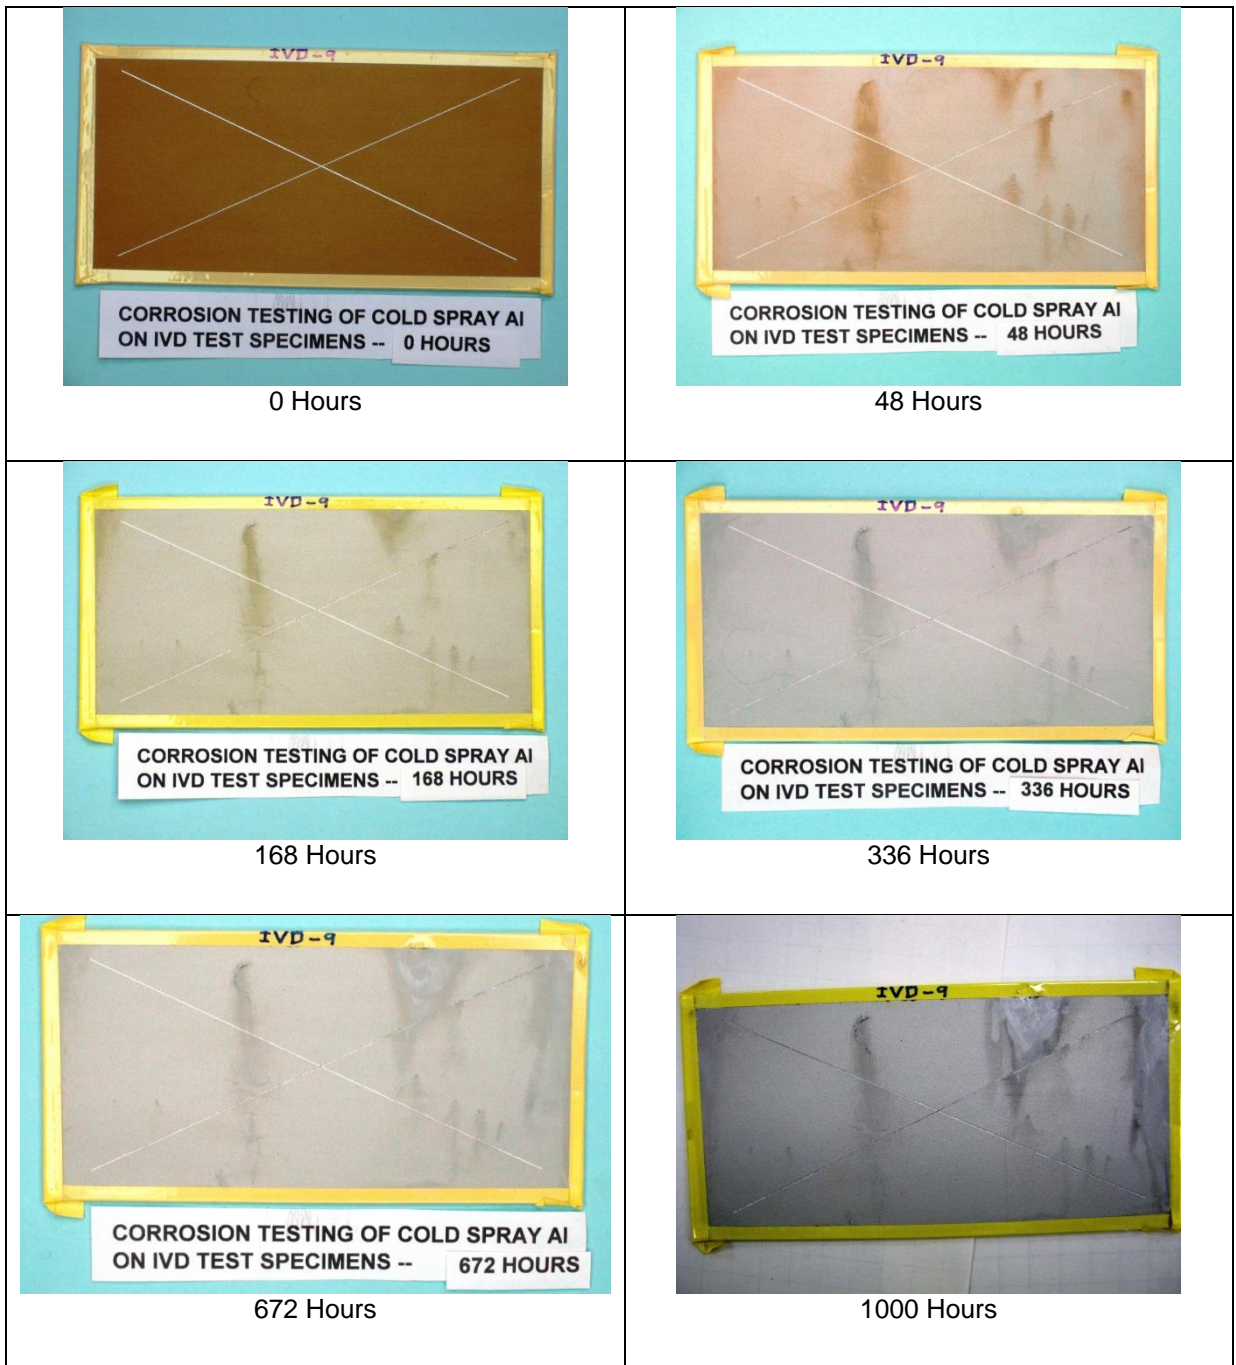 IVD-9
CORROSION TESTING OF COLD SPRAY Al
ON IVD TEST SPECIMENS -- 0 HOURS
0 Hours
IVD-9
CORROSION TESTING OF COLD SPRAY Al
ON IVD TEST SPECIMENS -- 48 HOURS
48 Hours
IVD-9
CORROSION TESTING OF COLD SPRAY Al
ON IVD TEST SPECIMENS -- 168 HOURS
168 Hours
IVD-9
CORROSION TESTING OF COLD SPRAY Al
ON IVD TEST SPECIMENS -- 336 HOURS
336 Hours
IVD-9
CORROSION TESTING OF COLD SPRAY Al
ON IVD TEST SPECIMENS -- 672 HOURS
672 Hours
IVD-9
1000 Hours